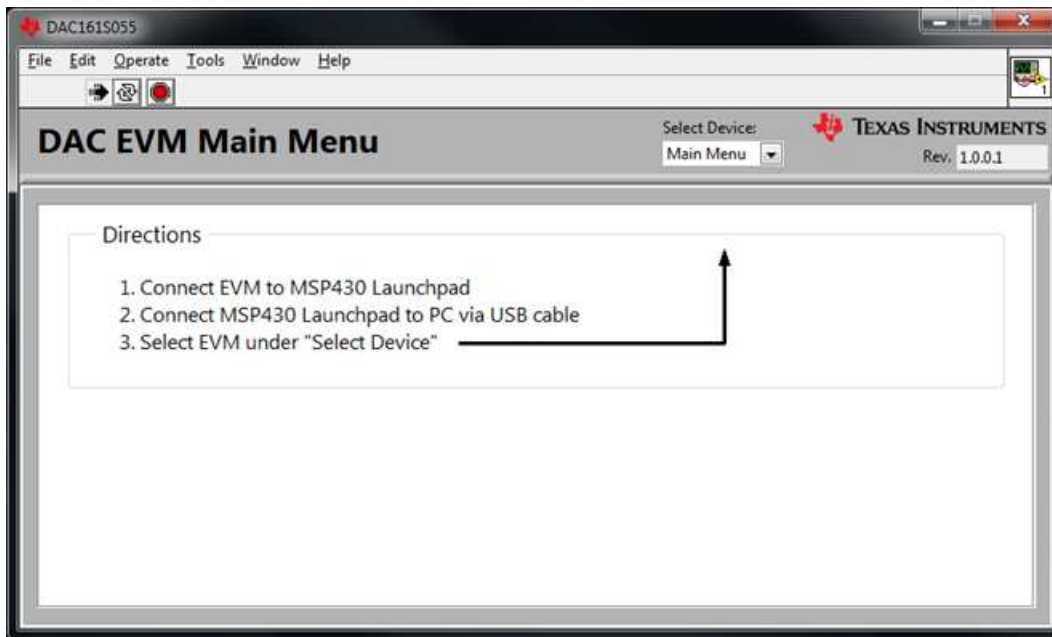 DAC161S055
File Edit Operate Tools Window Help
1
DAC EVM Main Menu
Select Device:
Main Menu
TEXAS INSTRUMENTS
Rev. 1.0.0.1
Directions
1. Connect EVM to MSP430 Launchpad
2. Connect MSP430 Launchpad to PC via USB cable
3. Select EVM under "Select Device"